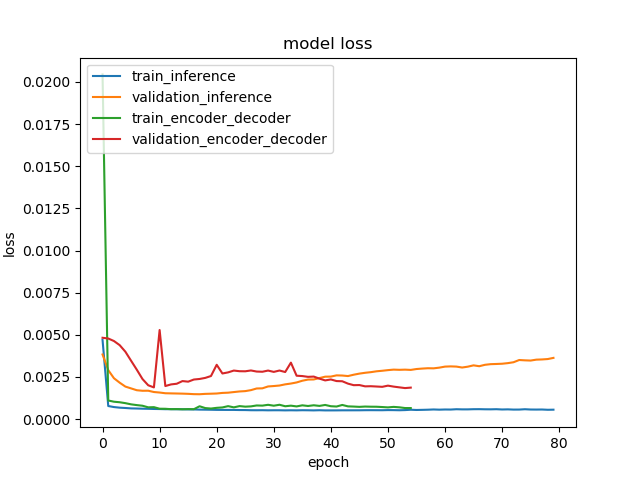 model loss
train_inference
validation_inference
train_encoder_decoder
validation_encoder_decoder
0.0200
0.0175
0.0150
0.0125
0.0100
0.0075
0.0050
0.0025
0.0000
loss
0 10 20 30 40 50 60 70 80
epoch